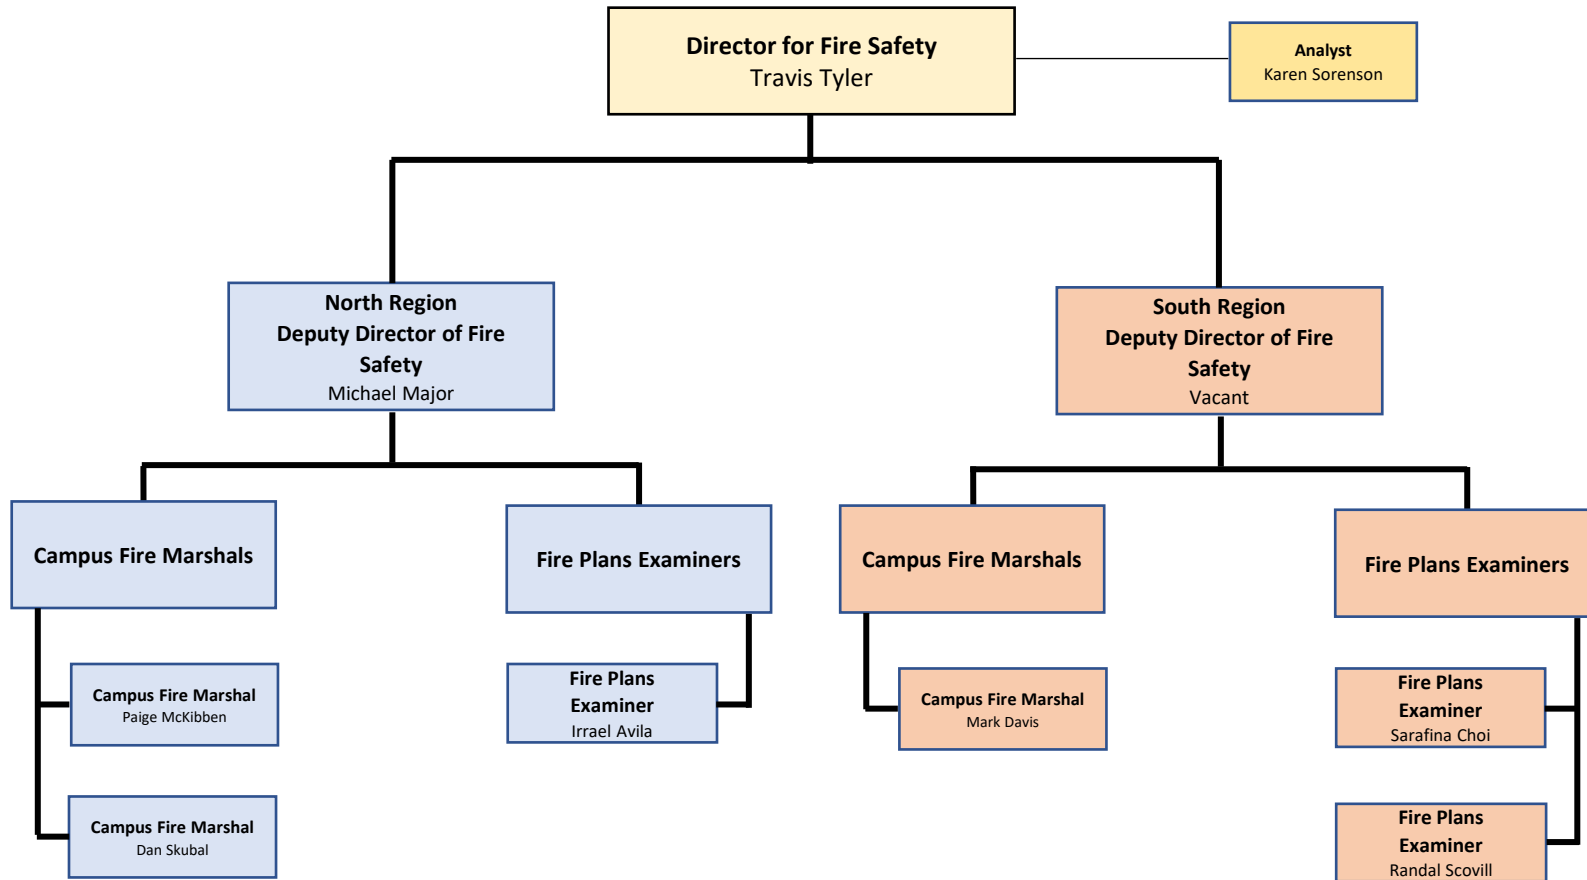 Director for Fire Safety
Travis Tyler
Analyst
Karen Sorenson
North Region
Deputy Director of Fire
Safety
Michael Major
South Region
Deputy Director of Fire
Safety
Vacant
Campus Fire Marshals
Fire Plans Examiners
Campus Fire Marshals
Fire Plans Examiners
Campus Fire Marshal
Paige McKibben
Fire Plans
Examiner
Irrael Avila
Campus Fire Marshal
Mark Davis
Fire Plans
Examiner
Sarafina Choi
Campus Fire Marshal
Dan Skubal
Fire Plans
Examiner
Randal Scovill